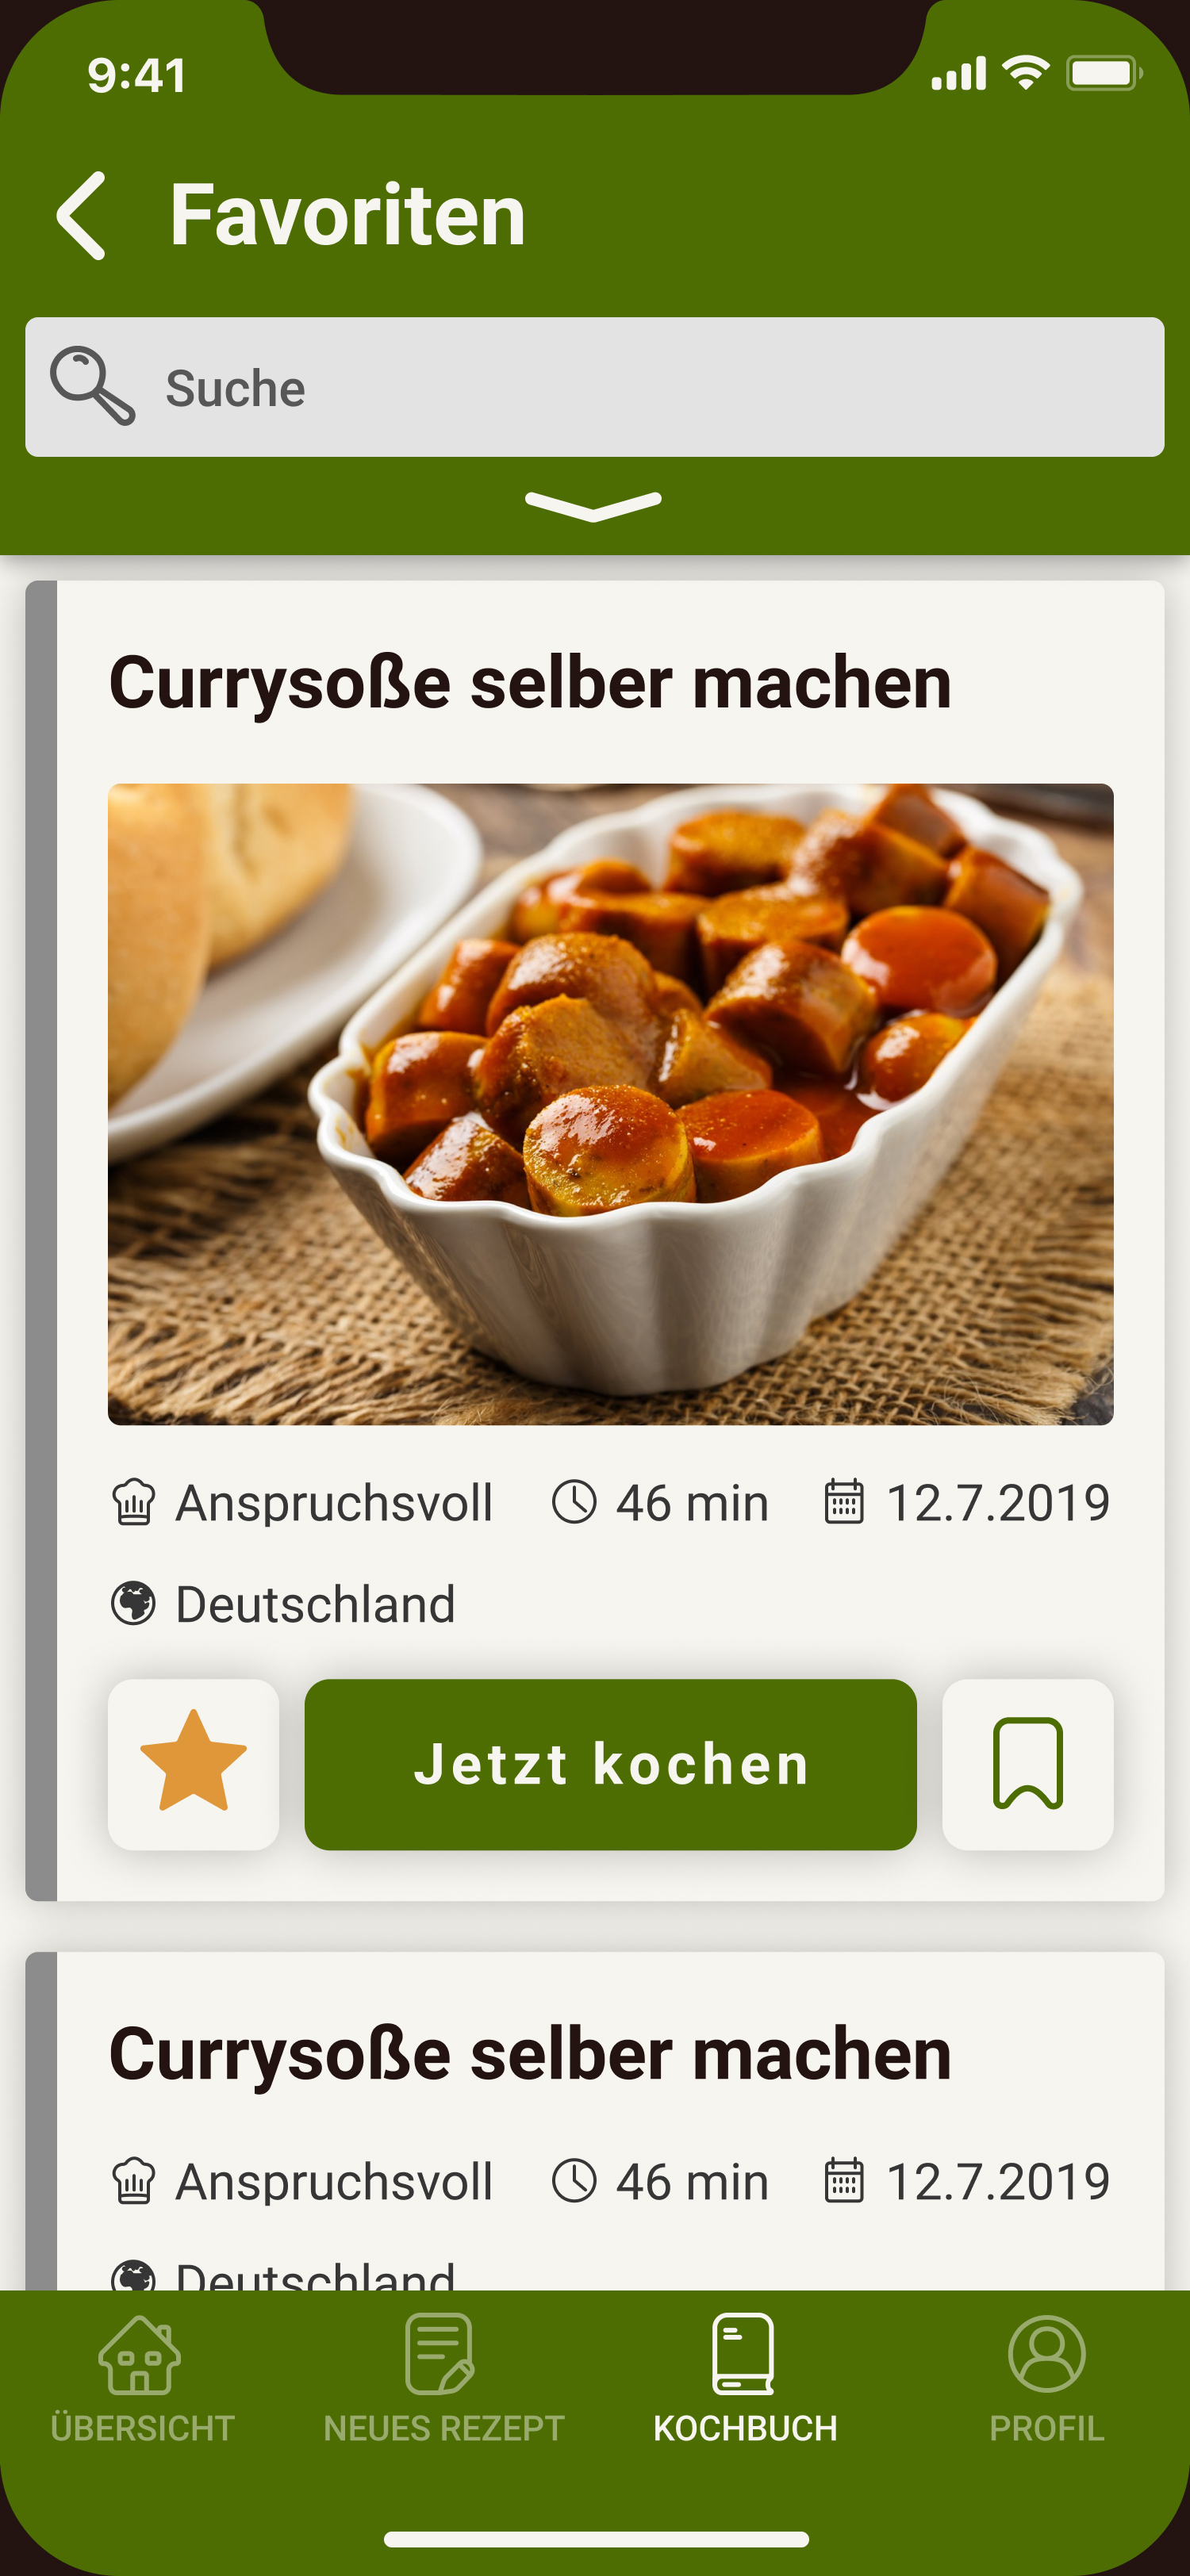 9:41
Favoriten
Suche
Currysoße selber machen
Anspruchsvoll 46 min 12.7.2019
Deutschland
Jetzt kochen
Currysoße selber machen
Anspruchsvoll 46 min 12.7.2019
Deutschland
ÜBERSICHT NEUES REZEPT KOCHBUCH PROFIL